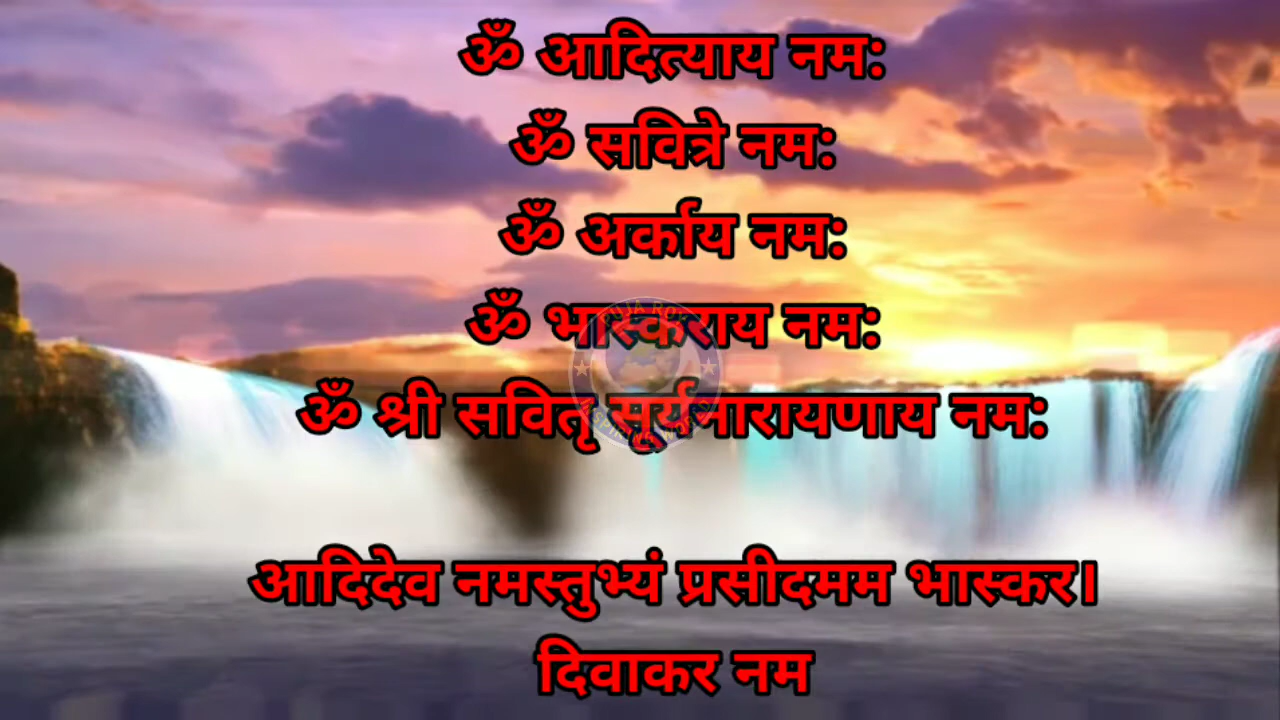 ॐ आदित्याय नम:
ॐ सवित्रे नम:
ॐ अर्काय नम:
ॐ भास्कराय नम:
ॐ श्री सवितृ सूर्यनारायणाय नम:
आदिदेव नमस्तुभ्यं प्रसीदमम भास्कर।
दिवाकर नम